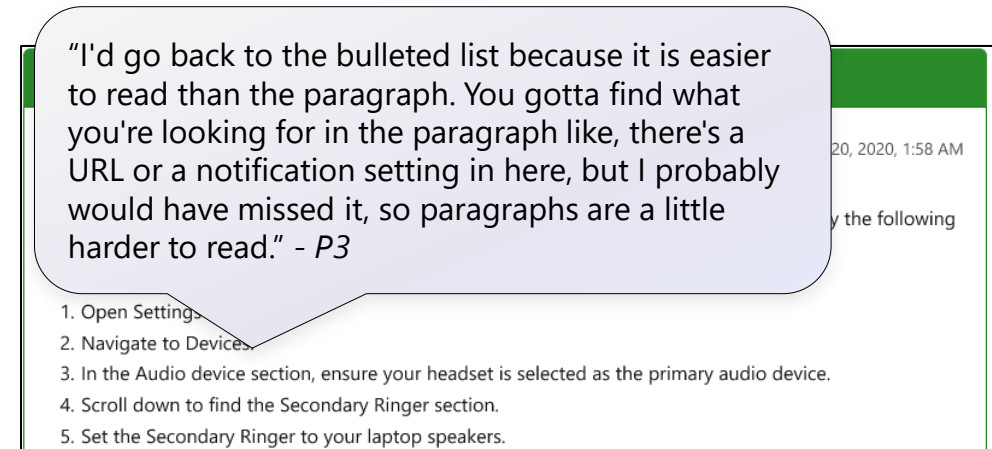 “I'd go back to the bulleted list because it is easier
to read than the paragraph. You gotta find what
you're looking for in the paragraph like, there's a
URL or a notification setting in here, but I probably
would have missed it, so paragraphs are a little
harder to read.” - P3
20, 2020, 1:58 AM
the following
1. Open Settings
2. Navigate to Devices.
3. In the Audio device section, ensure your headset is selected as the primary audio device.
4. Scroll down to find the Secondary Ringer section.
5. Set the Secondary Ringer to your laptop speakers.